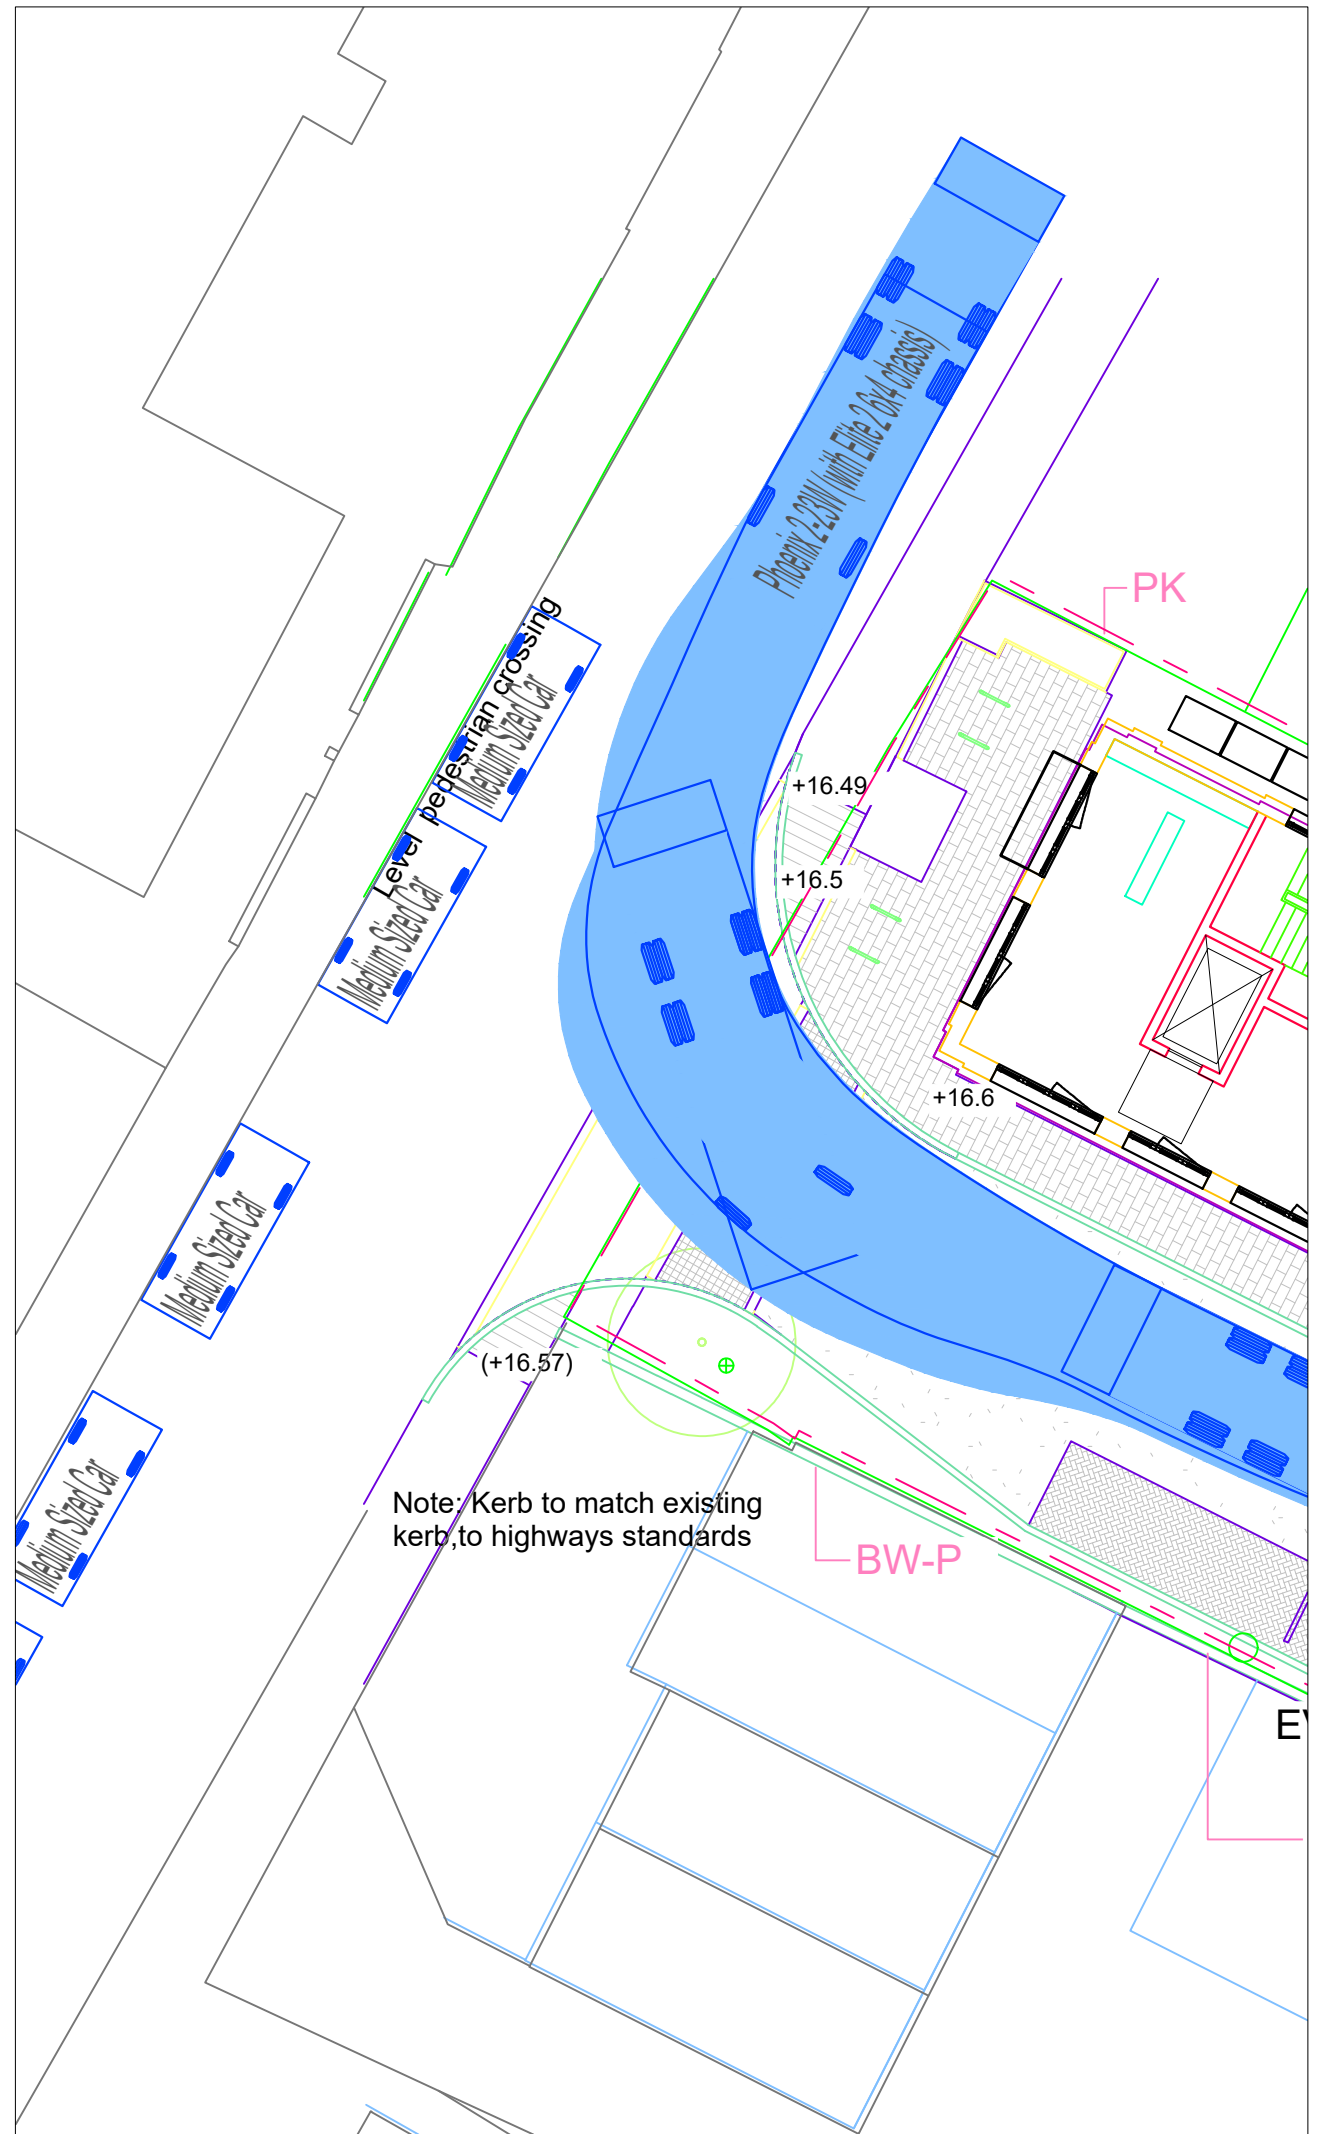 Phoenix 2-23W (with Elite 2 6x4 chassis)
PK
Level pedestrian crossing
Medium Sized Car
+16.49
+16.5
Medium Sized Car
+16.6
Medium Sized Car
(+16.57)
Medium Sized Car
Note: Kerb to match existing
kerb,to highways standards
BW-P